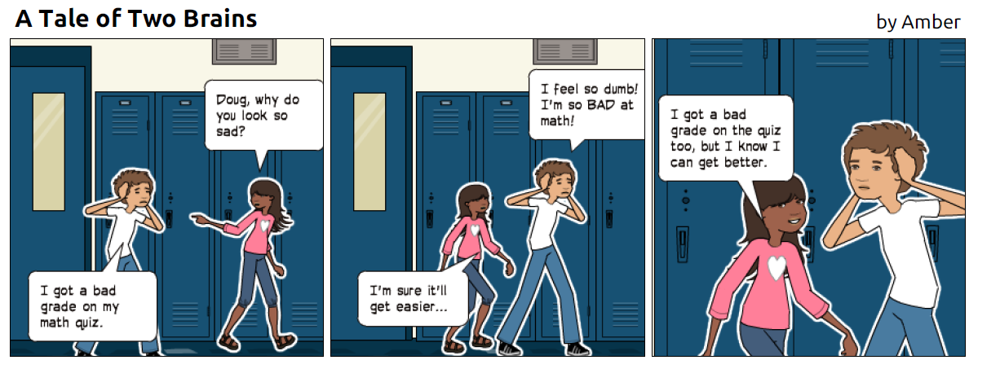 A Tale of Two Brains
by Amber
Doug, why do
you look so
sad?
I got a bad
grade on my
math quiz.
I feel so dumb!
I'm so BAD at
math!
I'm sure it'll
get easier...
I got a bad
grade on the quiz
too, but I know I
can get better.